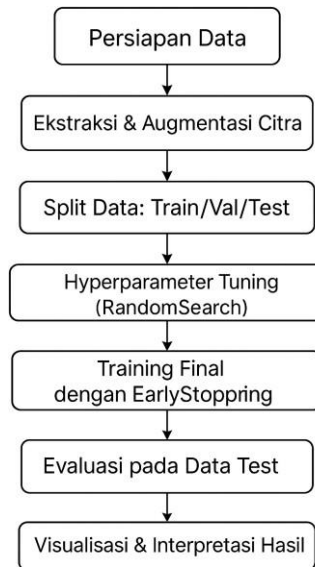 Persiapan Data
Ekstraksi & Augmentasi Citra
Split Data: Train/Val/Test
Hyperparameter Tuning
(RandomSearch)
Training Final
dengan EarlyStoppring
Evaluasi pada Data Test
Visualisasi & Interpretasi Hasil